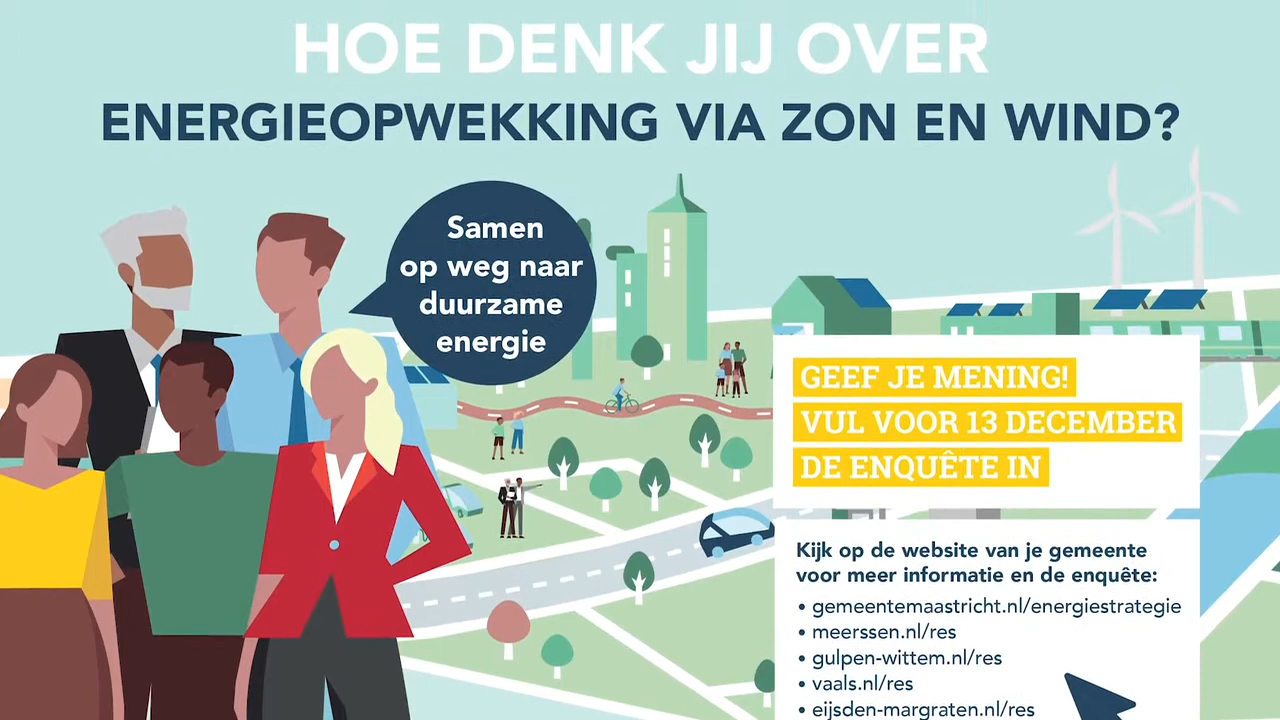 HOE DENK JIJ OVER
ENERGIEOPWEKKING VIA ZON EN WIND?
Samen
op weg naar
duurzame
energie
GEEF JE MENING!
VUL VOOR 13 DECEMBER
DE ENQUÊTE IN
Kijk op de website van je gemeente
voor meer informatie en de enquête:
• gemeentemaastricht.nl/energiestrategie
• meerssen.nl/res
• gulpen-wittem.nl/res
• vaals.nl/res
• eijsden-margraten.nl/res